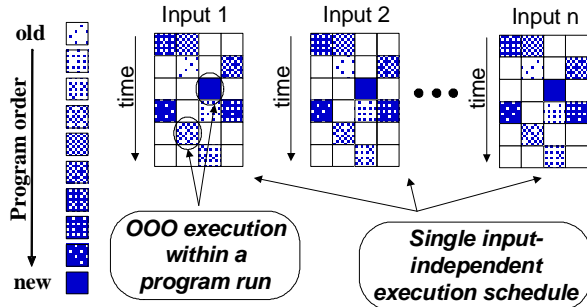 Input 1
Input 2
Input n
old
Program order
new
time
time
time
OOO execution
within a
program run
Single input-
independent
execution schedule